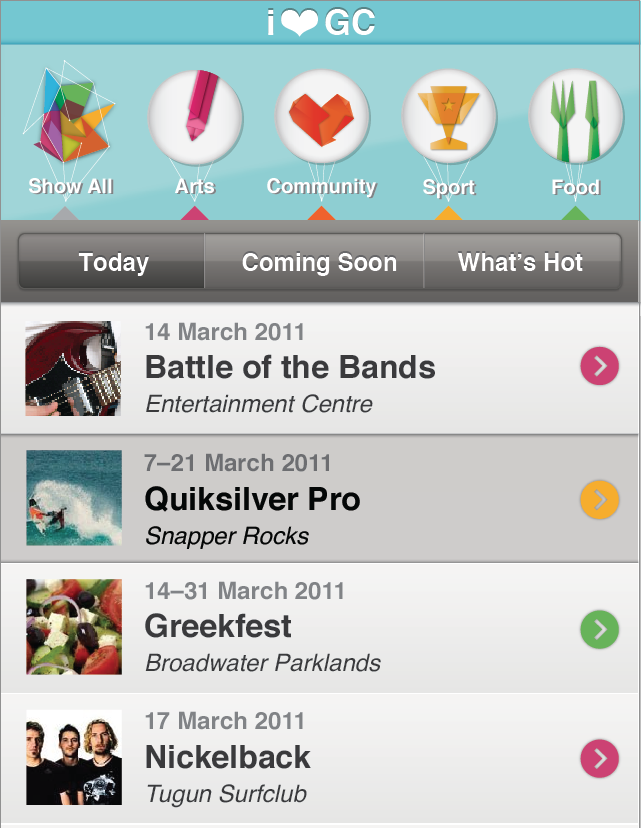 i ❤ GC
Show All Arts Community Sport Food
Today Coming Soon What's Hot
14 March 2011
Battle of the Bands
Entertainment Centre
7–21 March 2011
Quiksilver Pro
Snapper Rocks
14–31 March 2011
Greekfest
Broadwater Parklands
17 March 2011
Nickelback
Tugun Surfclub